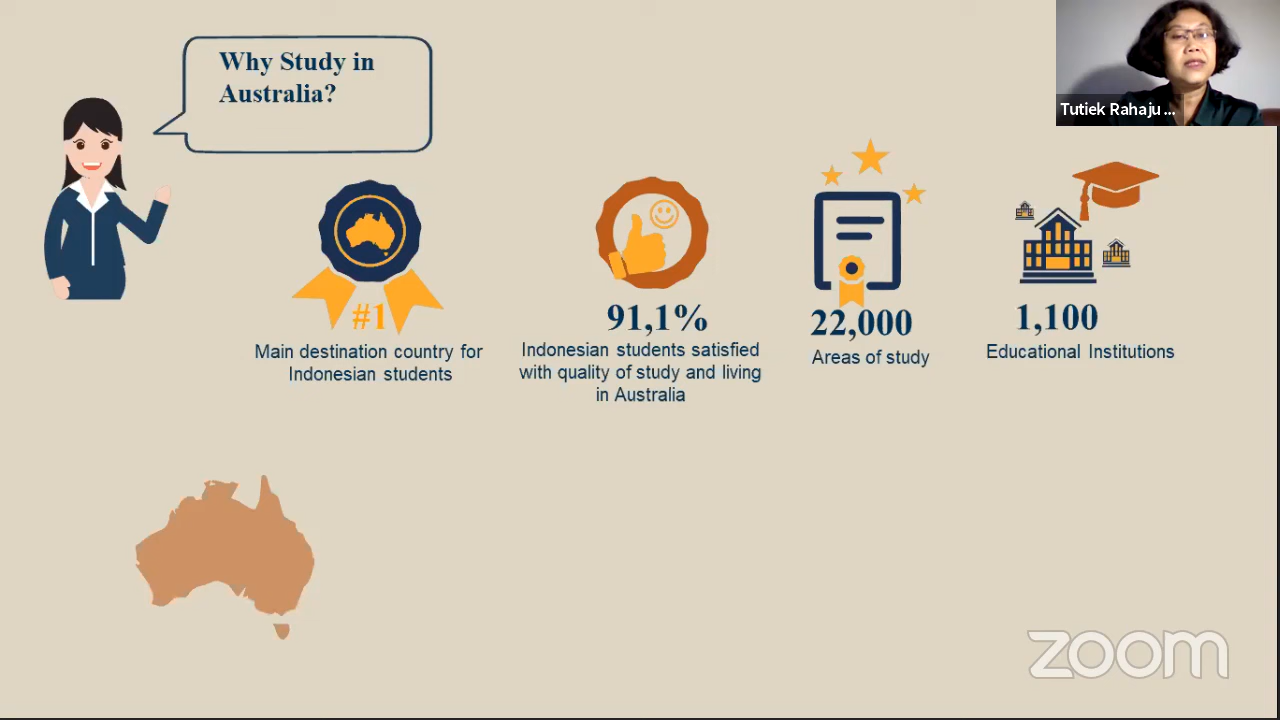 Why Study in
Australia?
Tutiek Rahaju ...
#1
Main destination country for
Indonesian students
91,1%
Indonesian students satisfied
with quality of study and living
in Australia
22,000
Areas of study
1,100
Educational Institutions
zoom